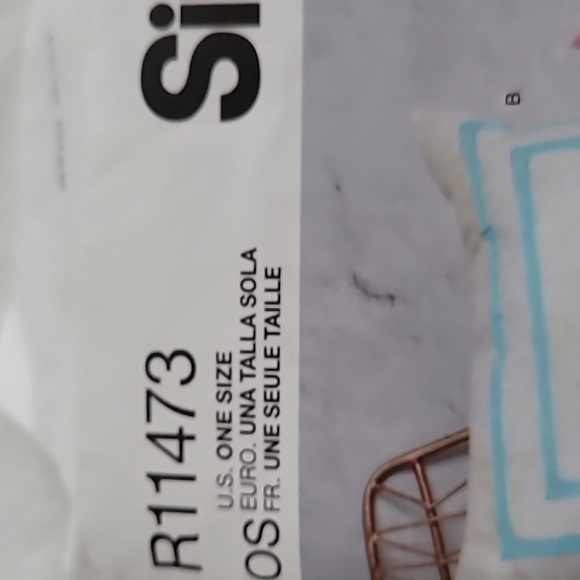 Si
R11473
OS
U.S. ONE SIZE
EURO. UNA TALLA SOLA
FR. UNE SEULE TAILLE
B